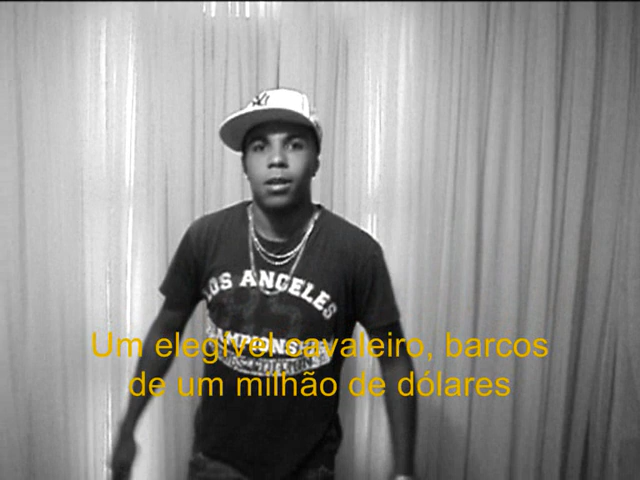 LOS ANGELES
Um elegível cavaleiro, barcos
de um milhão de dólares